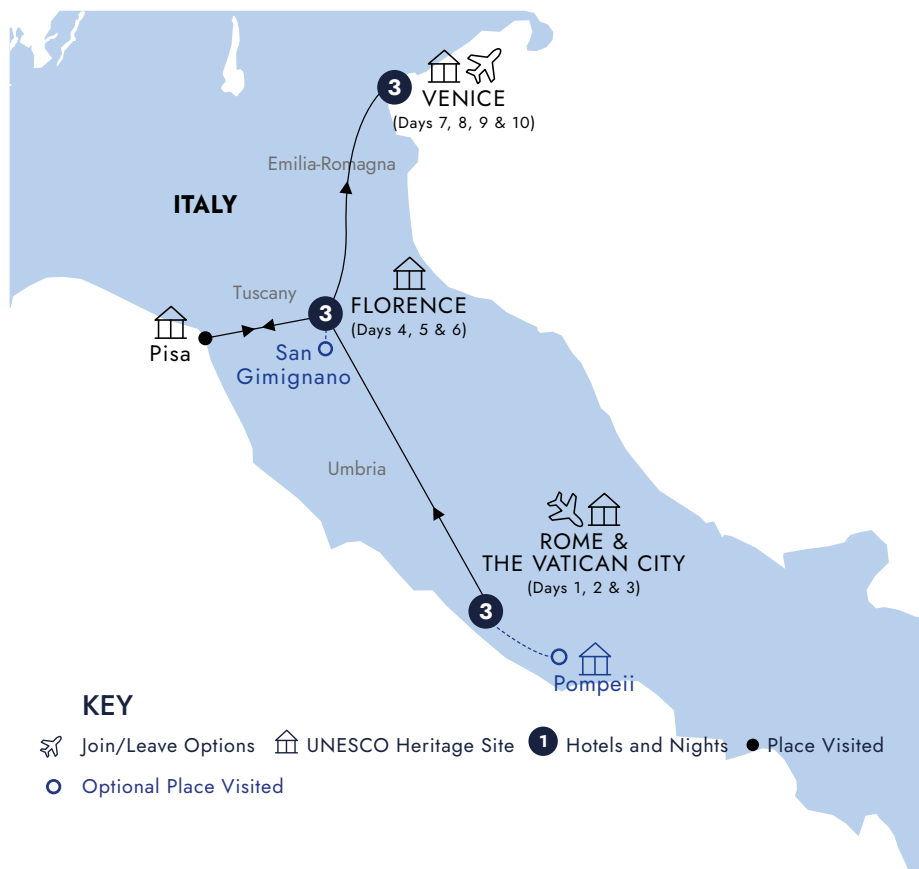 3
VENICE
(Days 7, 8, 9 & 10)
Emilia-Romagna
ITALY
Tuscany
3
FLORENCE
(Days 4, 5 & 6)
Pisa
San
Gimignano
Umbria
ROME &
THE VATICAN CITY
(Days 1, 2 & 3)
3
Pompeii
KEY
Join/Leave Options
UNESCO Heritage Site
1
Hotels and Nights
Place Visited
Optional Place Visited